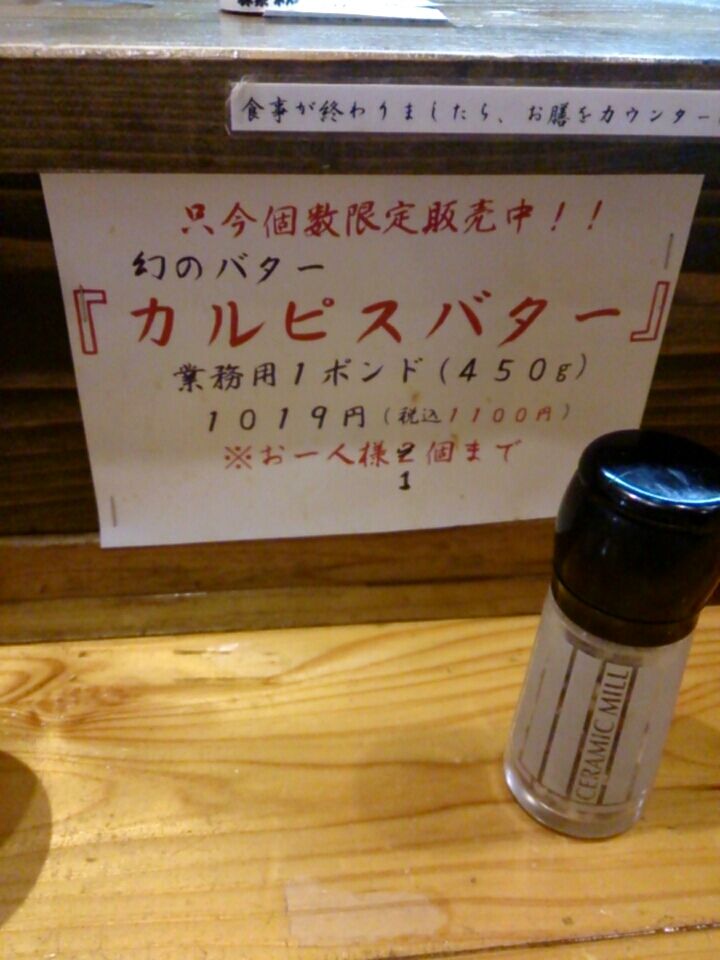 食事が終わりましたら、お膳をカウンター
只今個数限定販売中!!
幻のバター
『カルピスバター』
業務用1ポンド(450g)
1019円(税込1100円)
※お一人様2個まで
1
CERAMIC MILL